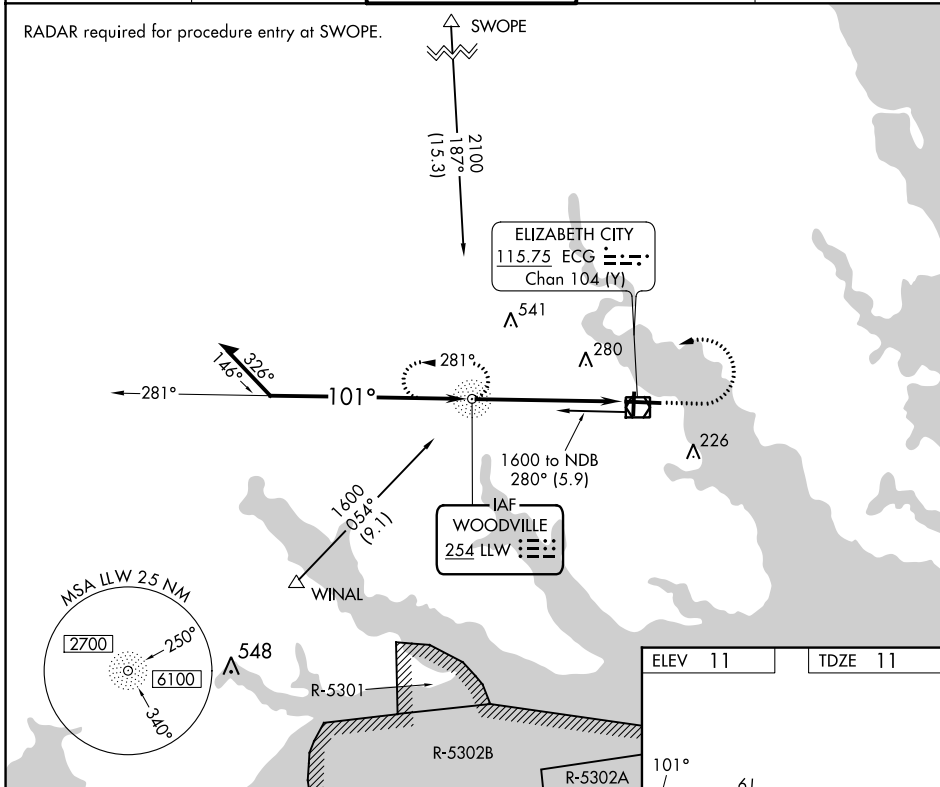 RADAR required for procedure entry at SWOPE.
SWOPE
2100
187°
(15.3)
ELIZABETH CITY
115.75 ECG
Chan 104 (Y)
541
280
281°
326°
146°
281°
101°
226
1600 to NDB
280° (5.9)
1600
054°
(9.1)
IAF
WOODVILLE
254 LLW
WINAL
MSA LLW 25 NM
2700
250°
6100
340°
548
R-5301
R-5302B
R-5302A
ELEV 11
TDZE 11
101°